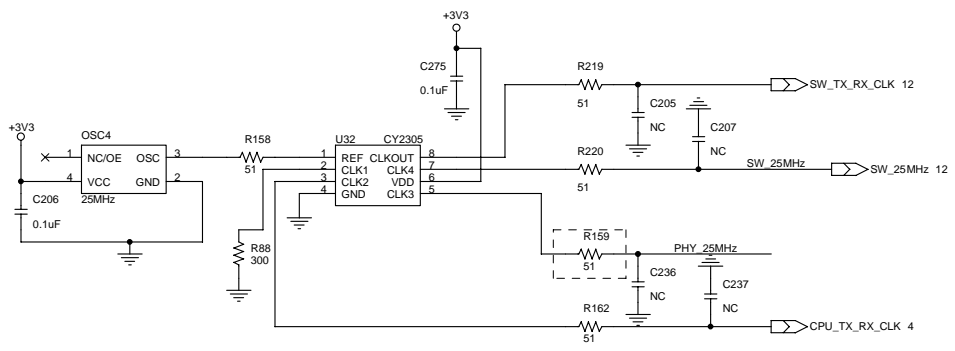 +3V3
C275
0.1uF
R219
51
SW_TX_RX_CLK 12
C205
NC
C207
NC
+3V3
OSC4
1 NC/OE OSC 3
4 VCC GND 2
25MHz
C206
0.1uF
R158
51
U32 CY2305
1 REF CLKOUT 8
2 CLK1 CLK4 7
3 CLK2 VDD 6
4 GND CLK3 5
R220
51
SW_25MHz
SW_25MHz 12
R88
300
R159
51
PHY_25MHz
C236
NC
C237
NC
R162
51
CPU_TX_RX_CLK 4